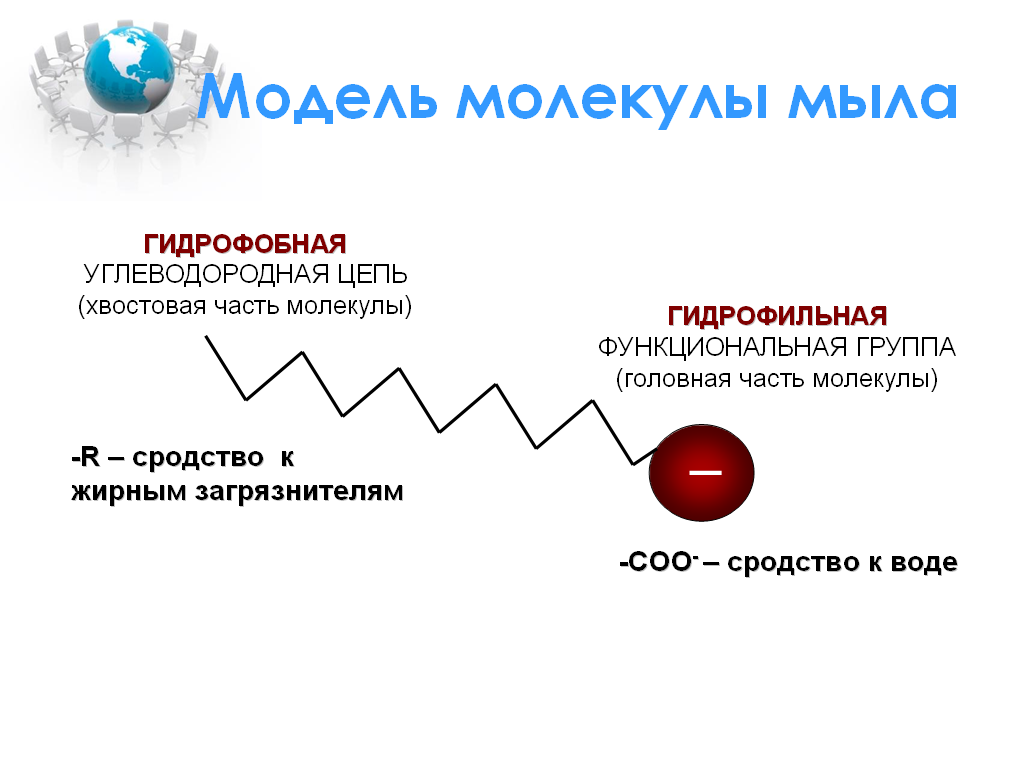 Модель молекулы мыла
ГИДРОФОБНАЯ
УГЛЕВОДОРОДНАЯ ЦЕПЬ
(хвостовая часть молекулы)
ГИДРОФИЛЬНАЯ
ФУНКЦИОНАЛЬНАЯ ГРУППА
(головная часть молекулы)
-R – сродство к
жирным загрязнителям
–
-COO⁻ – сродство к воде